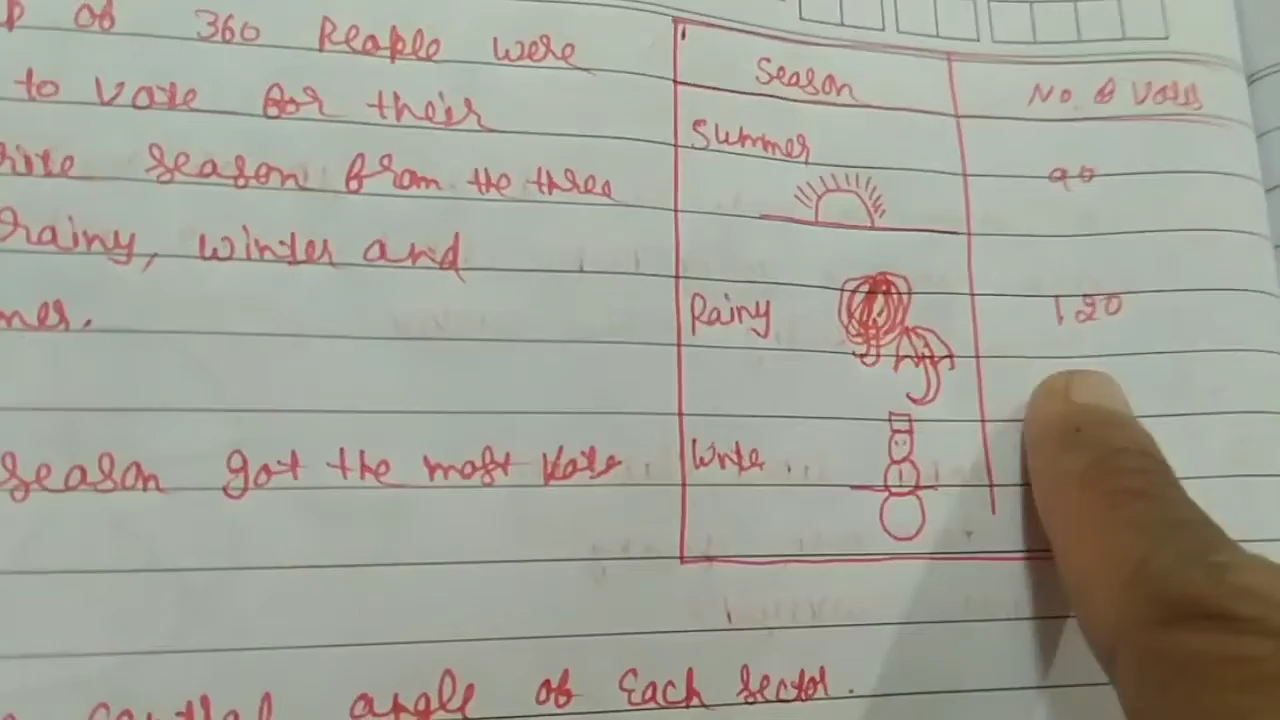 of 360 People were
to vote for their
season from the three
rainy, winter and
mer.
season got the most vote
angle of Each sector.
Season No. of Votes
Summer 90
Rainy 120